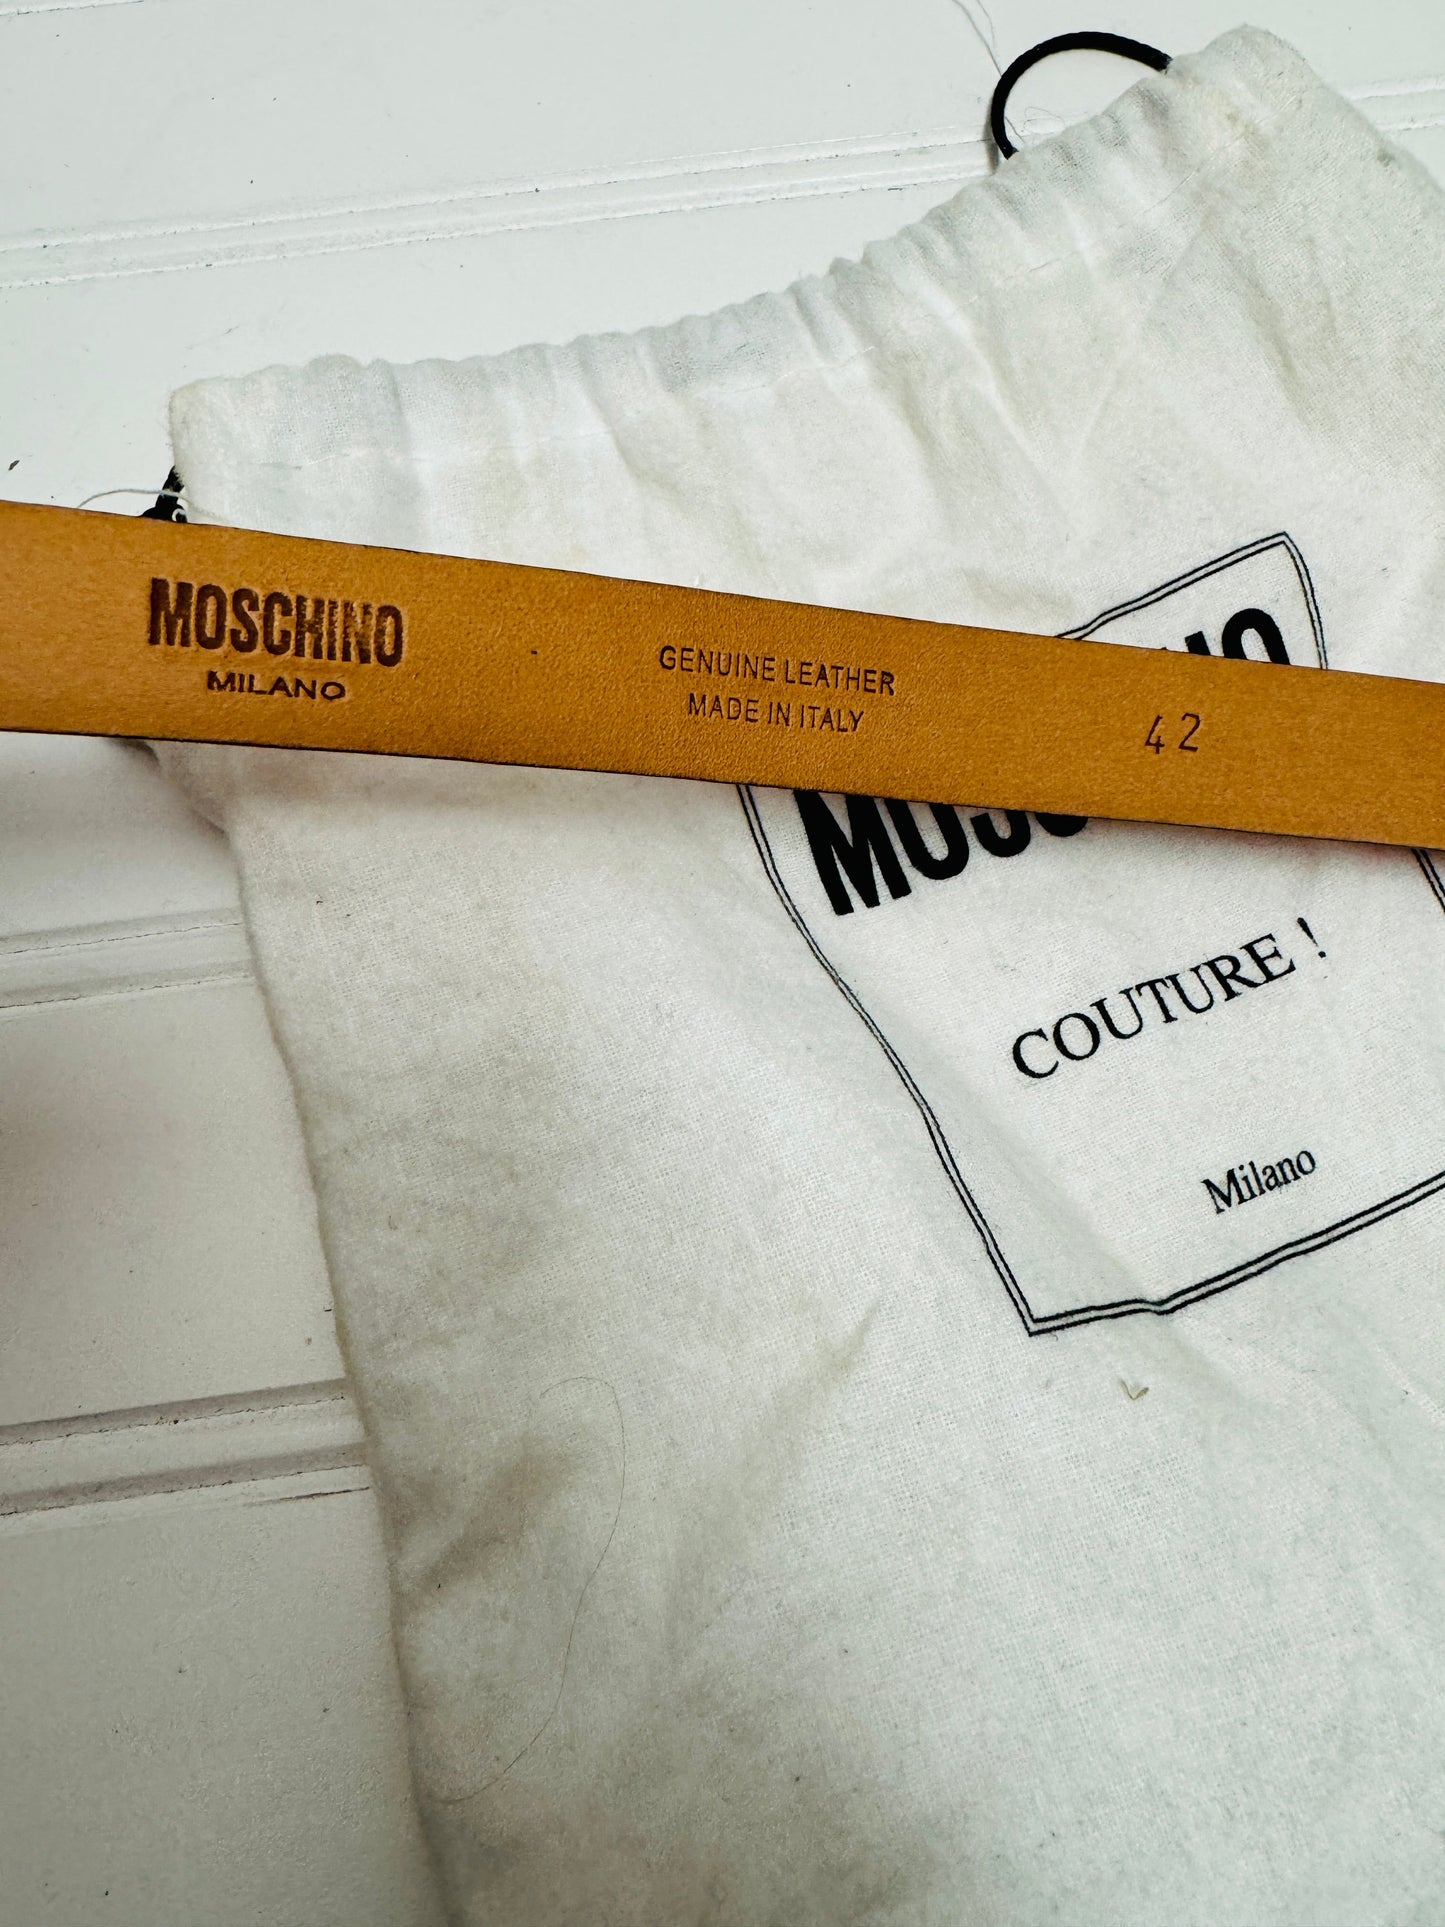 MOSCHINO
MILANO
GENUINE LEATHER
MADE IN ITALY
42
COUTURE !
Milano